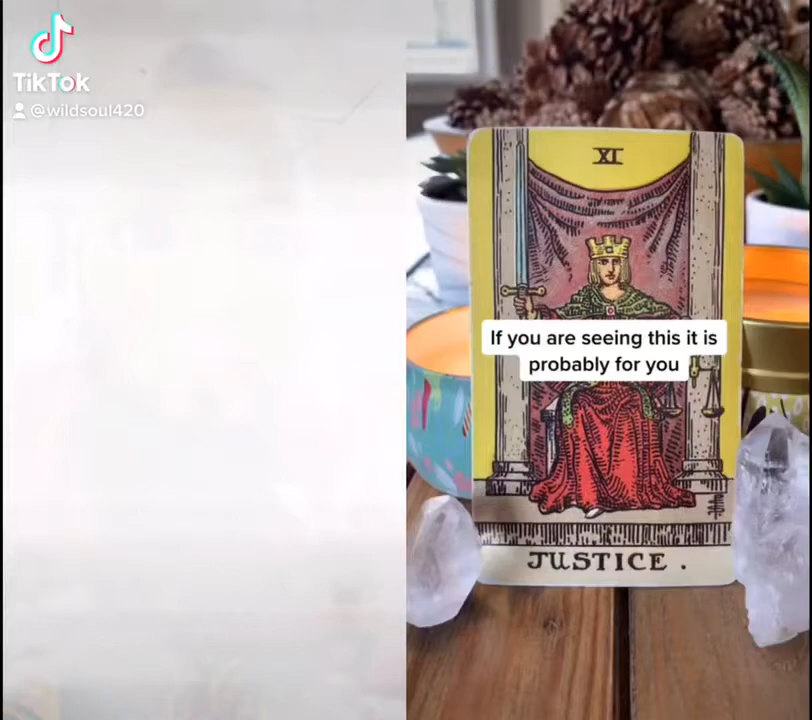 TikTok
@wildsoul420
XI
If you are seeing this it is
probably for you
JUSTICE.